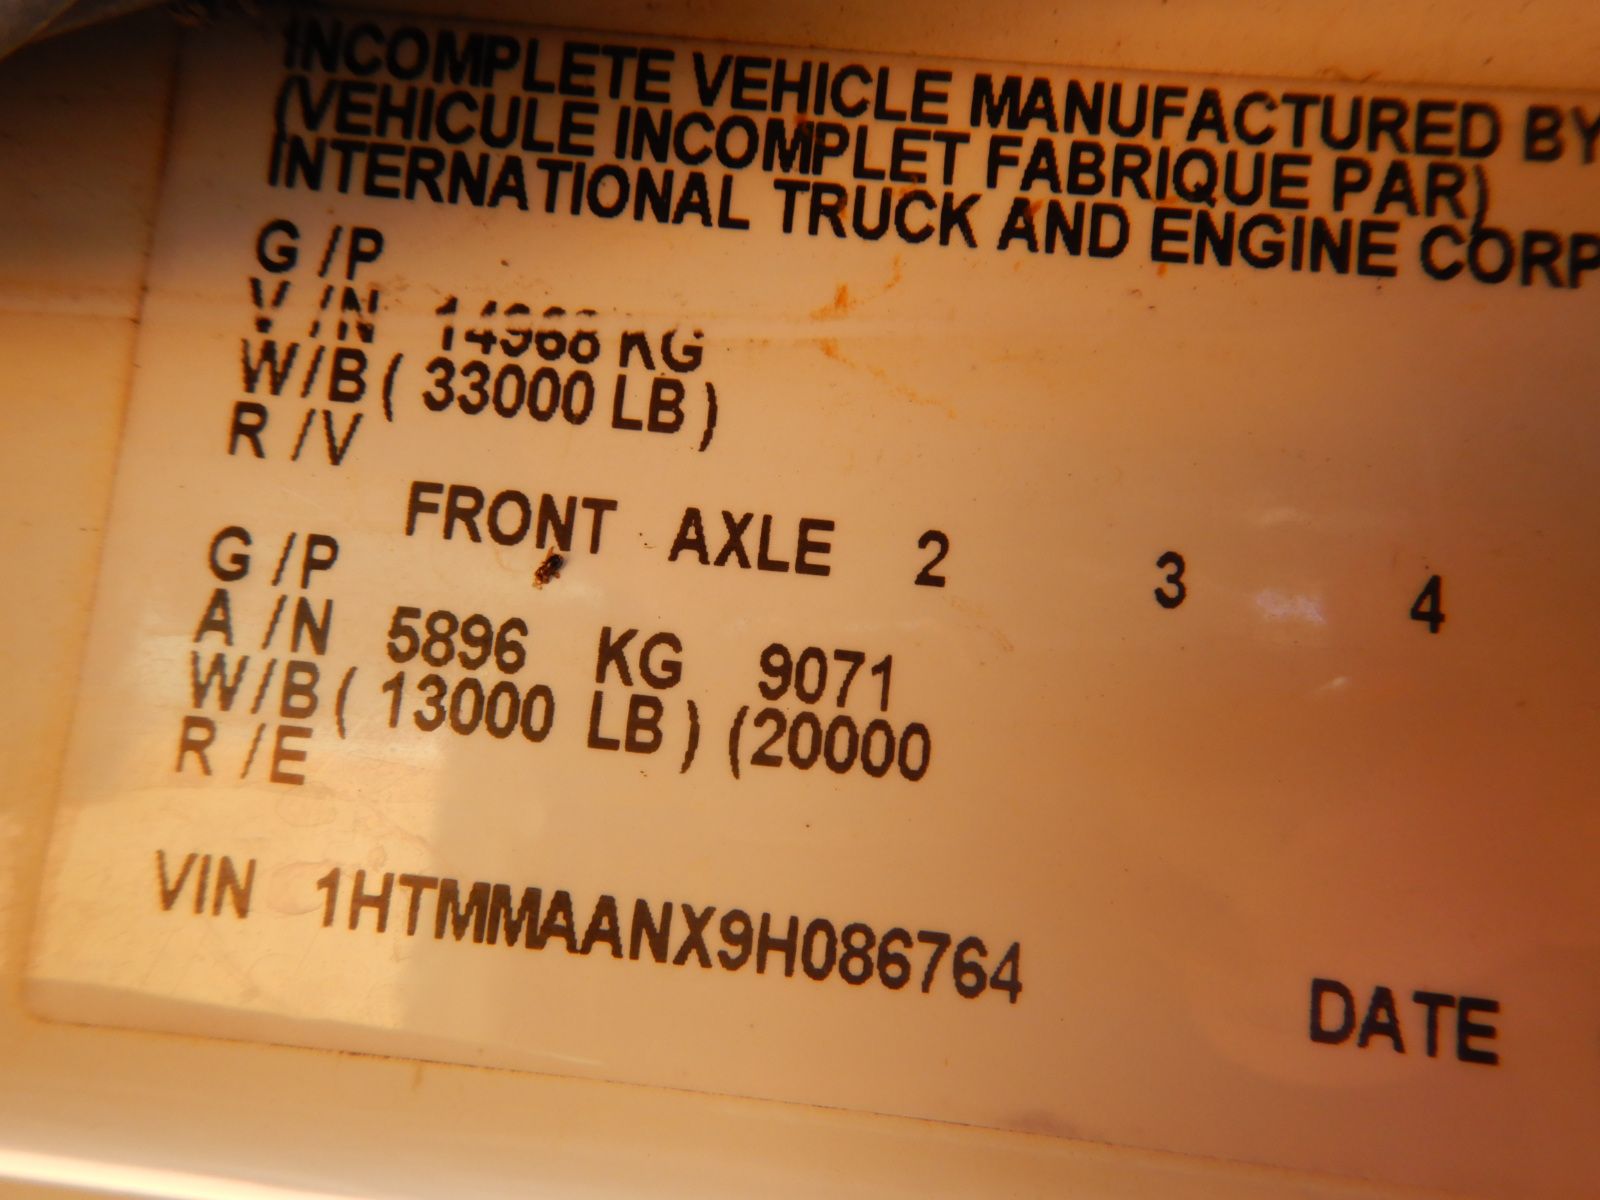 INCOMPLETE VEHICLE MANUFACTURED BY
(VEHICULE INCOMPLET FABRIQUE PAR)
INTERNATIONAL TRUCK AND ENGINE CORP
G /P
V /N 14968 KG
W/B ( 33000 LB )
R /V
FRONT AXLE 2 3 4
G /P
A /N 5896 KG 9071
W/B ( 13000 LB ) (20000
R /E
VIN 1HTMMAANX9H086764
DATE